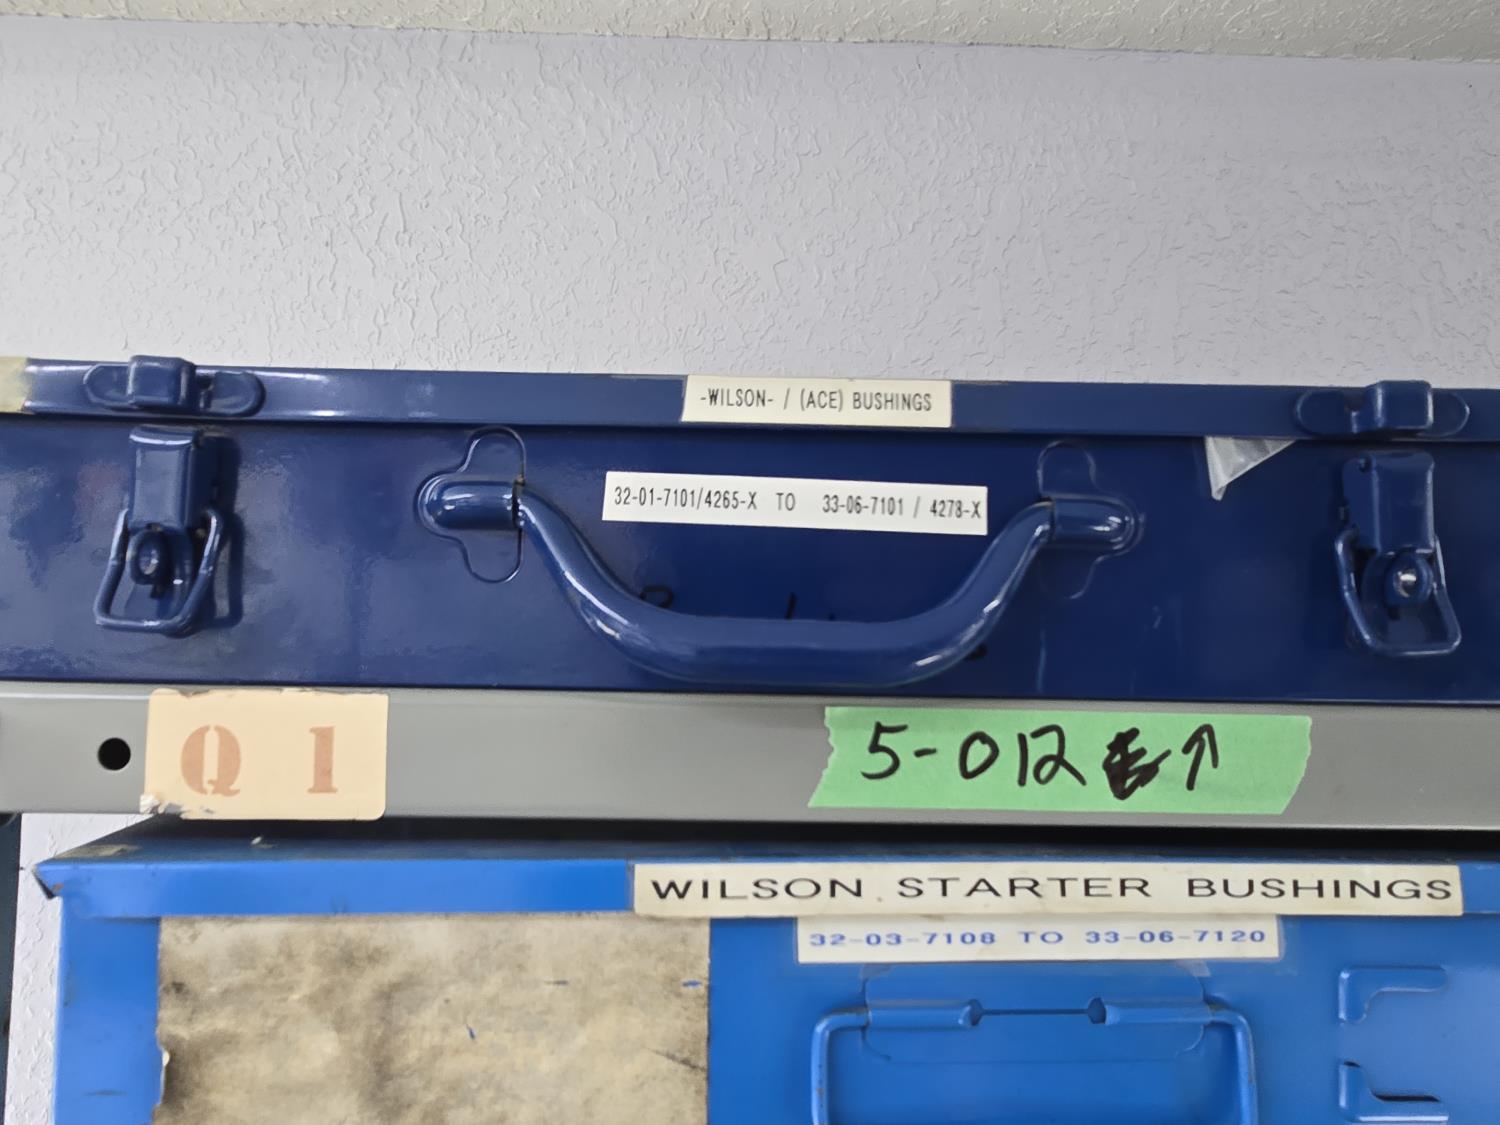 -WILSON- / (ACE) BUSHINGS
32-01-7101/4265-X TO 33-06-7101 / 4278-X
Q 1
5-012 ↑
WILSON STARTER BUSHINGS
32-03-7108 TO 33-06-7120